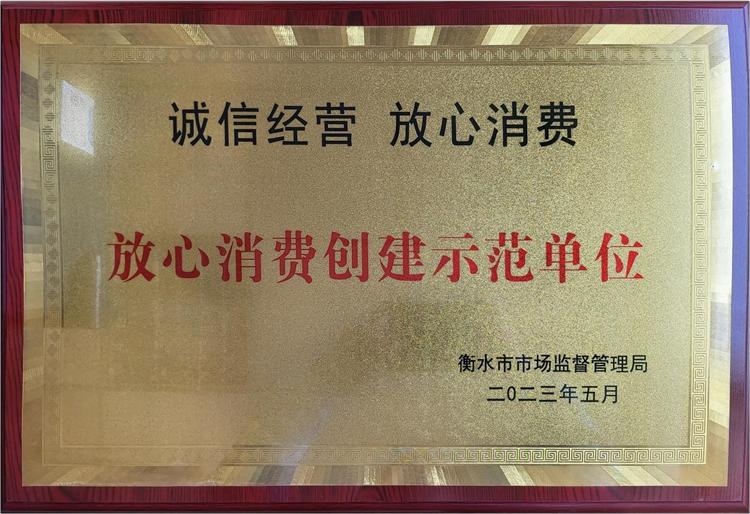 诚信经营 放心消费
放心消费创建示范单位
衡水市市场监督管理局
二0二三年五月